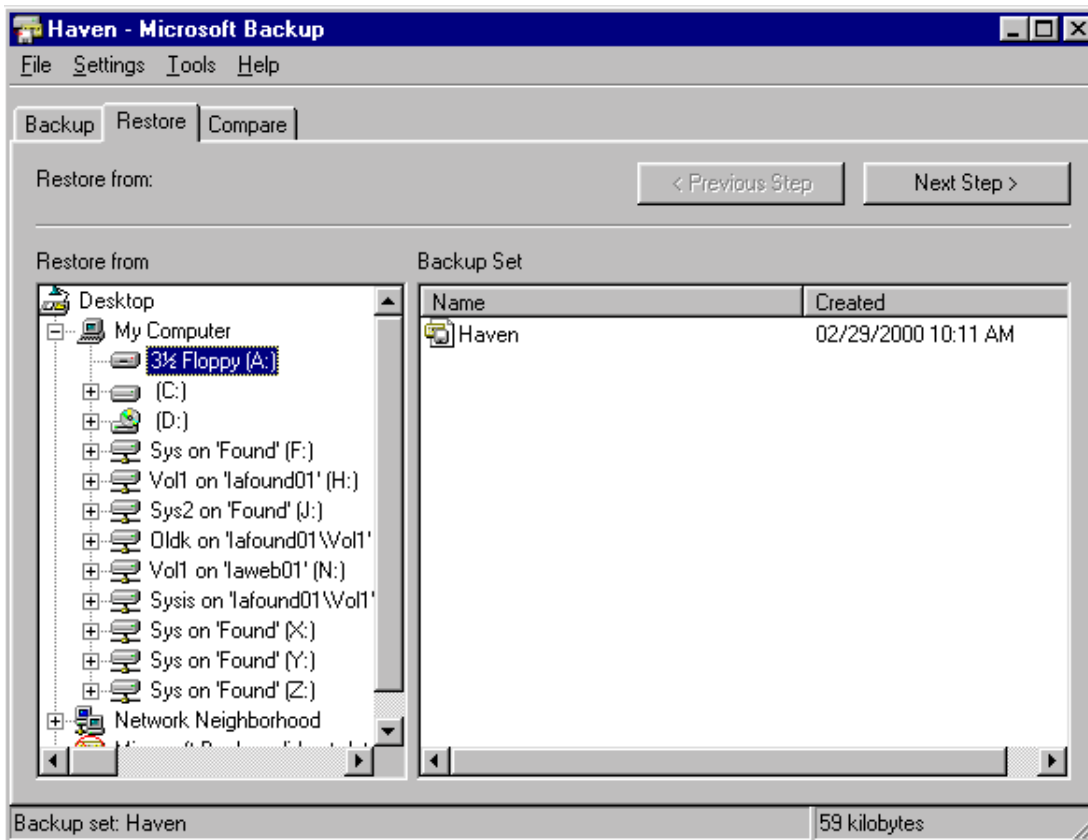 Haven - Microsoft Backup
File Settings Tools Help
Backup Restore Compare
Restore from:
< Previous Step Next Step >
Restore from
Desktop
My Computer
3½ Floppy (A:)
(C:)
(D:)
Sys on 'Found' (F:)
Vol1 on 'lafound01' (H:)
Sys2 on 'Found' (J:)
Oldk on 'lafound01\Vol1'
Vol1 on 'laweb01' (N:)
Sysis on 'lafound01\Vol1'
Sys on 'Found' (X:)
Sys on 'Found' (Y:)
Sys on 'Found' (Z:)
Network Neighborhood
Backup Set
Name Created
Haven 02/29/2000 10:11 AM
Backup set: Haven 59 kilobytes